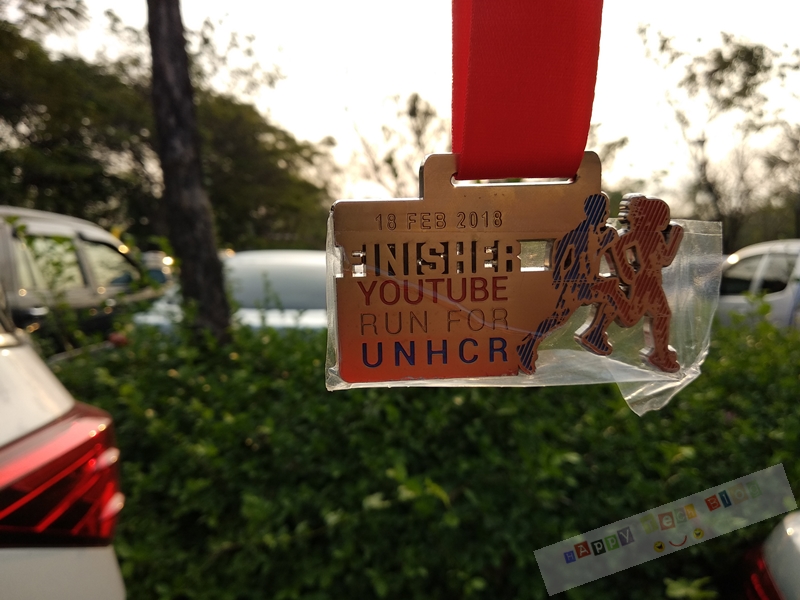 18 FEB 2018
FINISHER
YOUTUBE
RUN FOR
UNHCR
HAPPY